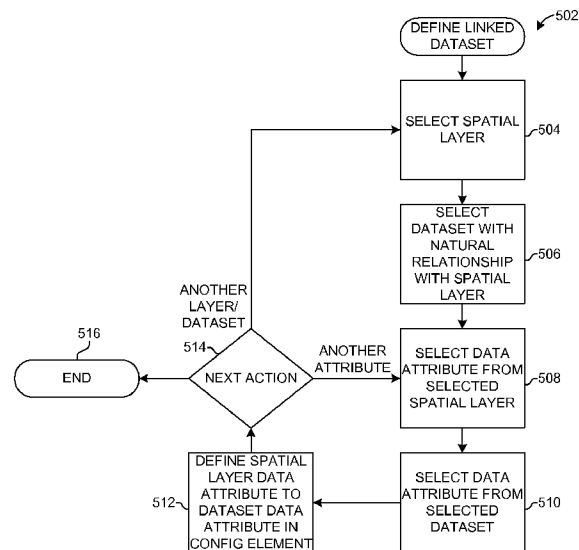 DEFINE LINKED
DATASET
502
SELECT SPATIAL
LAYER
504
SELECT
DATASET WITH
NATURAL
RELATIONSHIP
WITH SPATIAL
LAYER
506
ANOTHER
LAYER/
DATASET
516
END
514
NEXT ACTION
ANOTHER
ATTRIBUTE
SELECT DATA
ATTRIBUTE FROM
SELECTED
SPATIAL LAYER
508
512
DEFINE SPATIAL
LAYER DATA
ATTRIBUTE TO
DATASET DATA
ATTRIBUTE IN
CONFIG ELEMENT
SELECT DATA
ATTRIBUTE FROM
SELECTED
DATASET
510